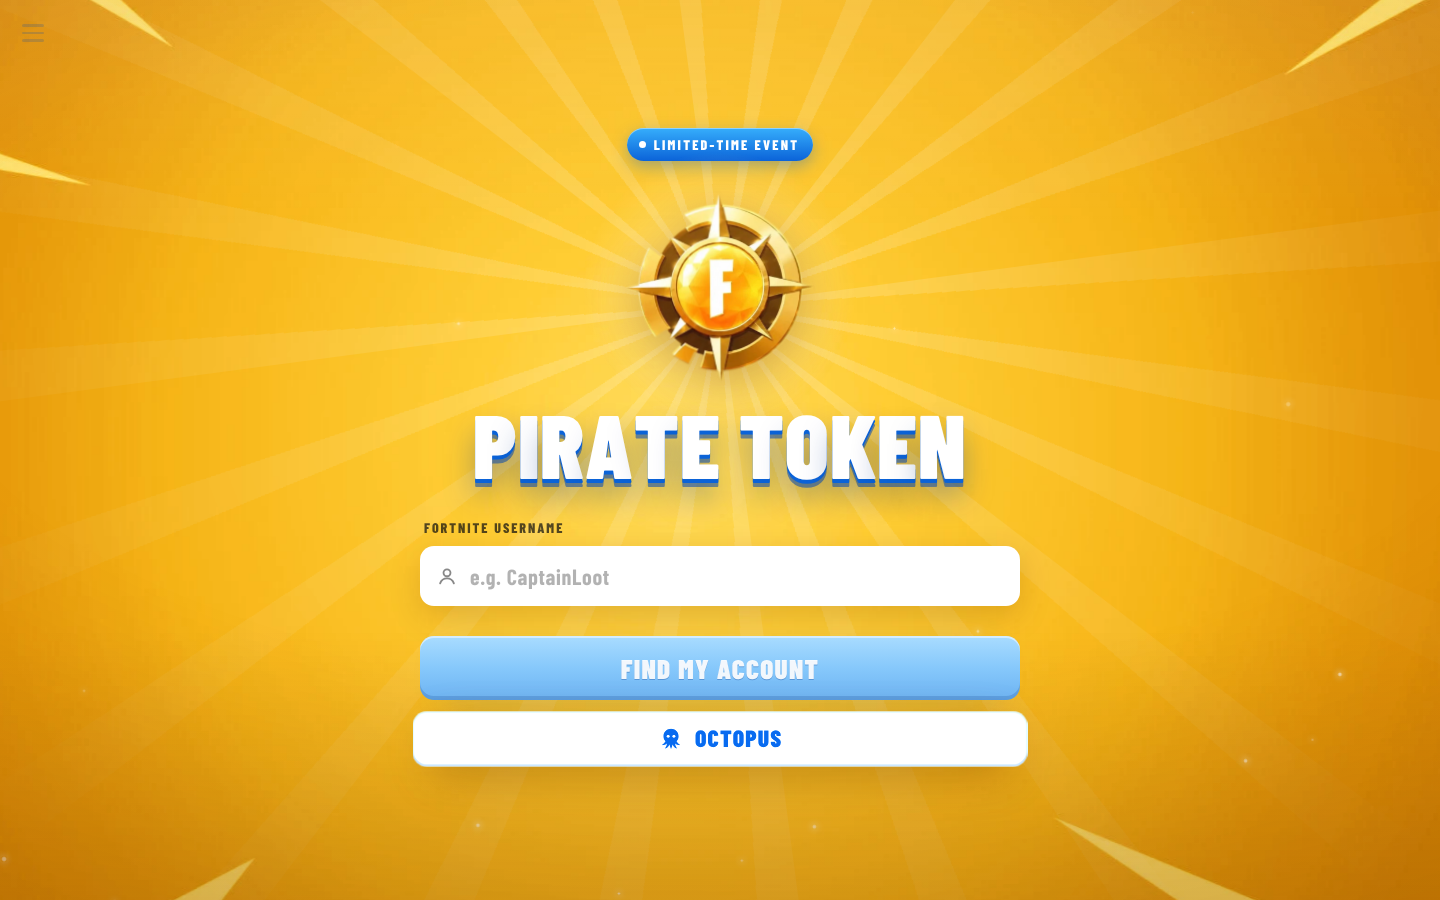 LIMITED-TIME EVENT
F
PIRATE TOKEN
FORTNITE USERNAME
e.g. CaptainLoot
FIND MY ACCOUNT
OCTOPUS